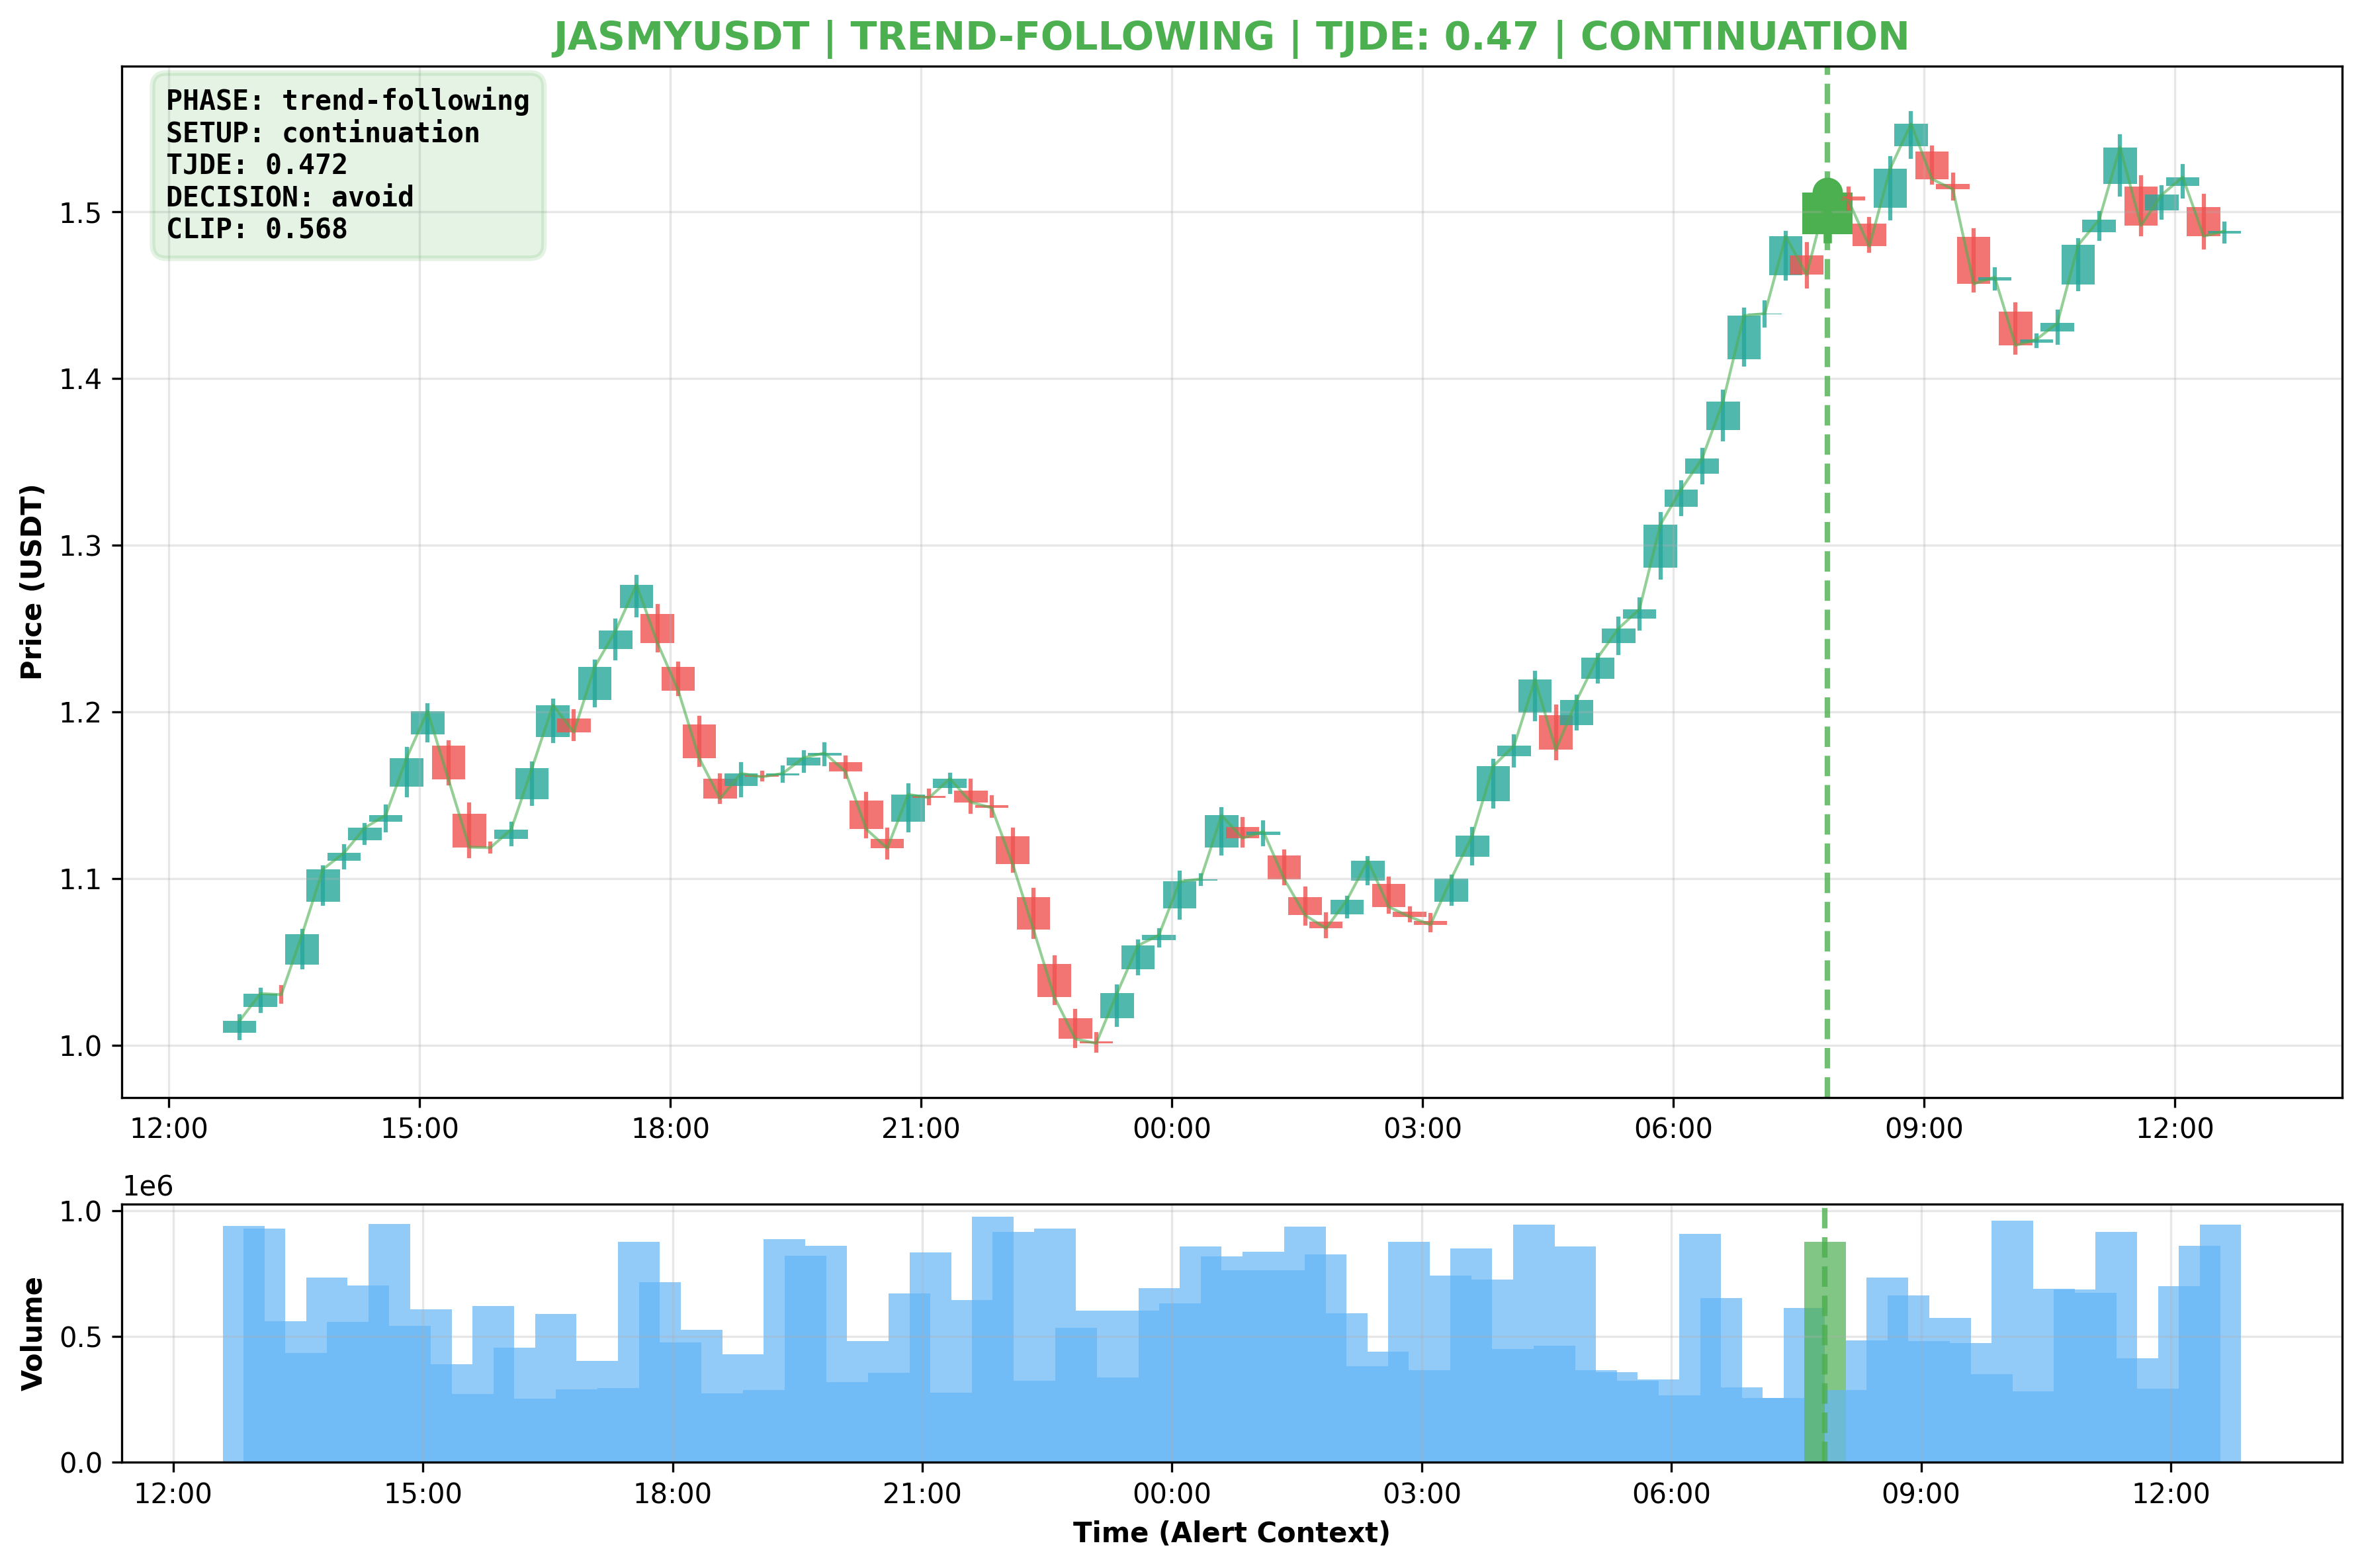 JASMYUSDT | TREND-FOLLOWING | TJDE: 0.47 | CONTINUATION
PHASE: trend-following
SETUP: continuation
TJDE: 0.472
DECISION: avoid
CLIP: 0.568
Price (USDT)
1.5
1.4
1.3
1.2
1.1
1.0
12:00 15:00 18:00 21:00 00:00 03:00 06:00 09:00 12:00
1e6
Volume
1.0
0.5
0.0
12:00 15:00 18:00 21:00 00:00 03:00 06:00 09:00 12:00
Time (Alert Context)